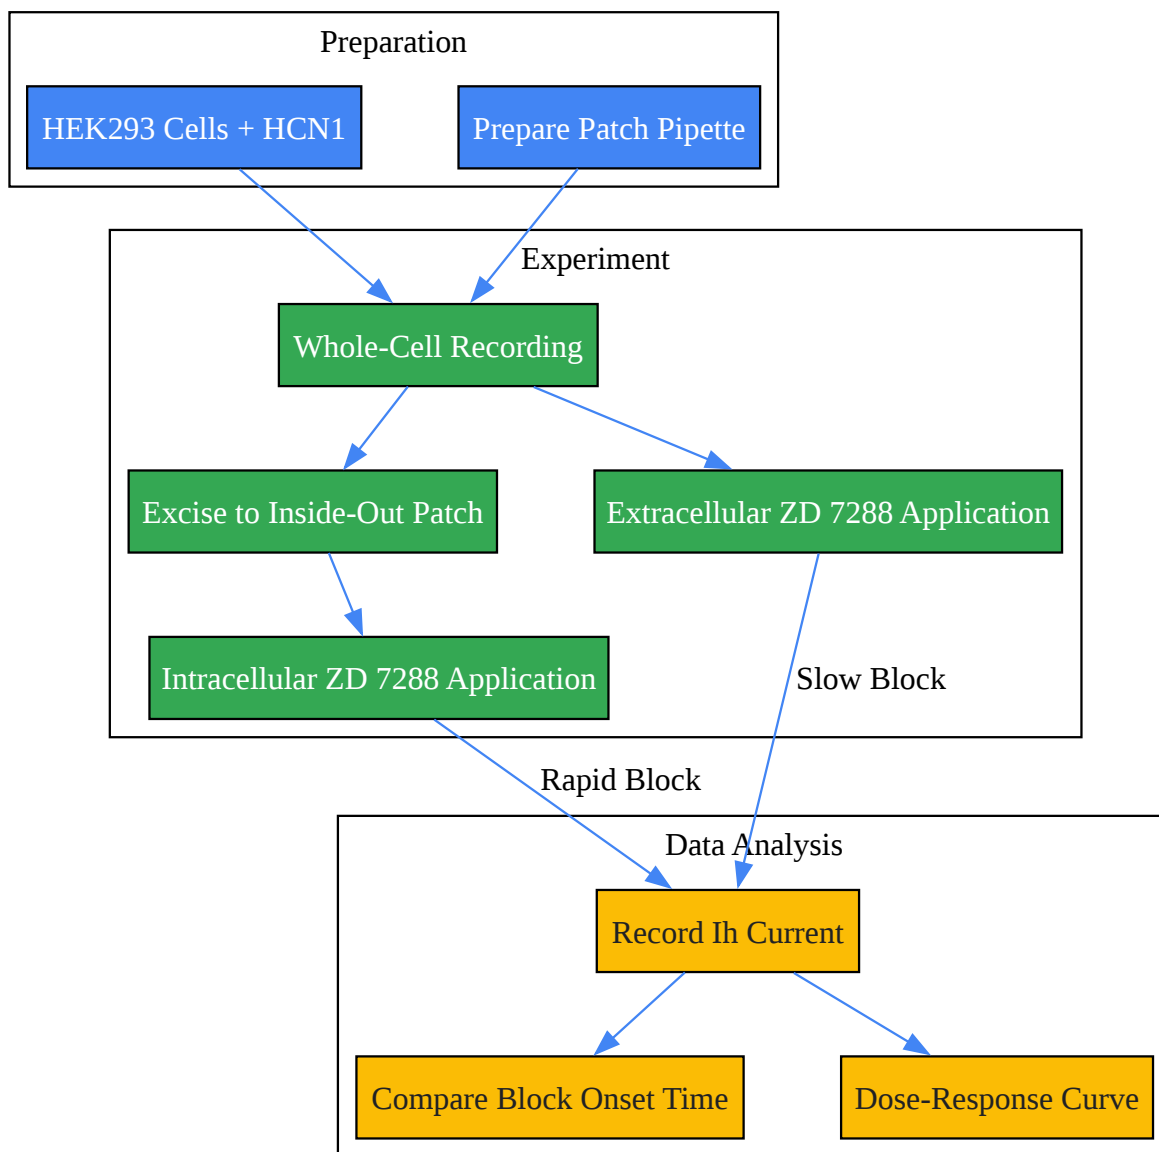 Preparation
HEK293 Cells + HCN1
Prepare Patch Pipette
Experiment
Whole-Cell Recording
Excise to Inside-Out Patch
Extracellular ZD 7288 Application
Intracellular ZD 7288 Application
Slow Block
Rapid Block
Data Analysis
Record Ih Current
Compare Block Onset Time
Dose-Response Curve